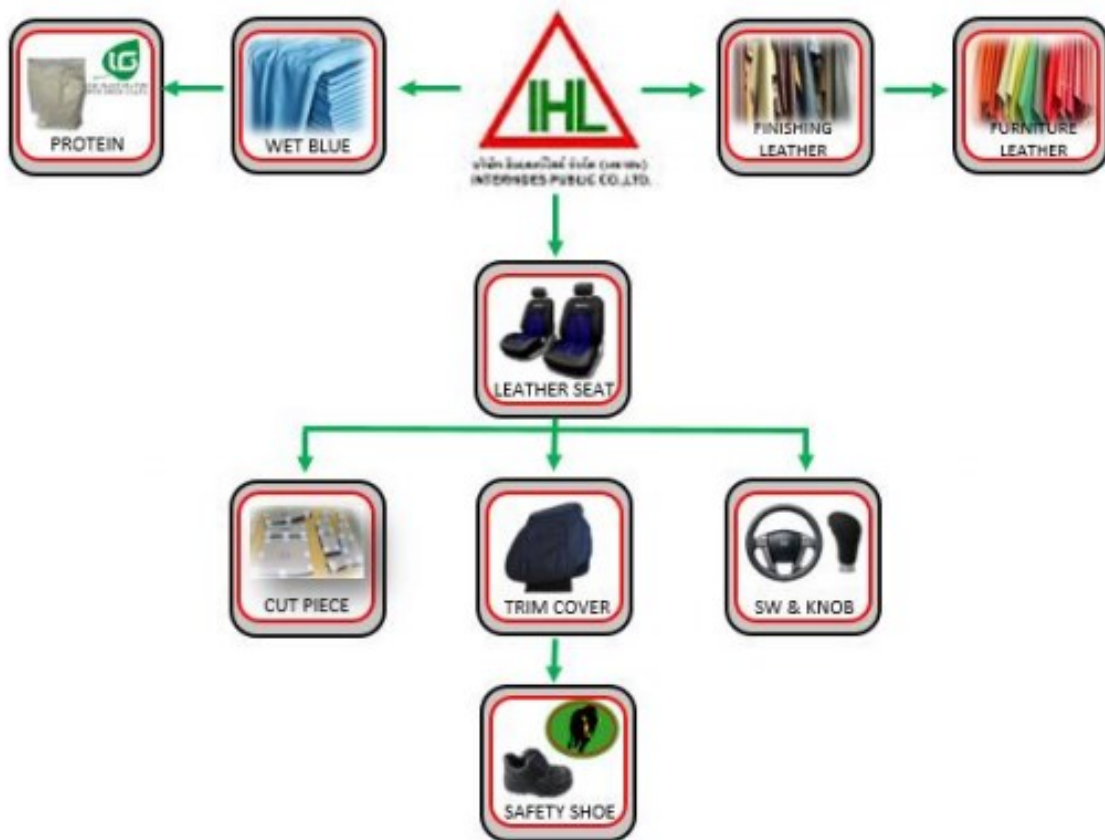 PROTEIN
WET BLUE
IHL
INTERHIDES PUBLIC CO.,LTD.
FINISHING
LEATHER
FURNITURE
LEATHER
LEATHER SEAT
CUT PIECE
TRIM COVER
SW & KNOB
SAFETY SHOE